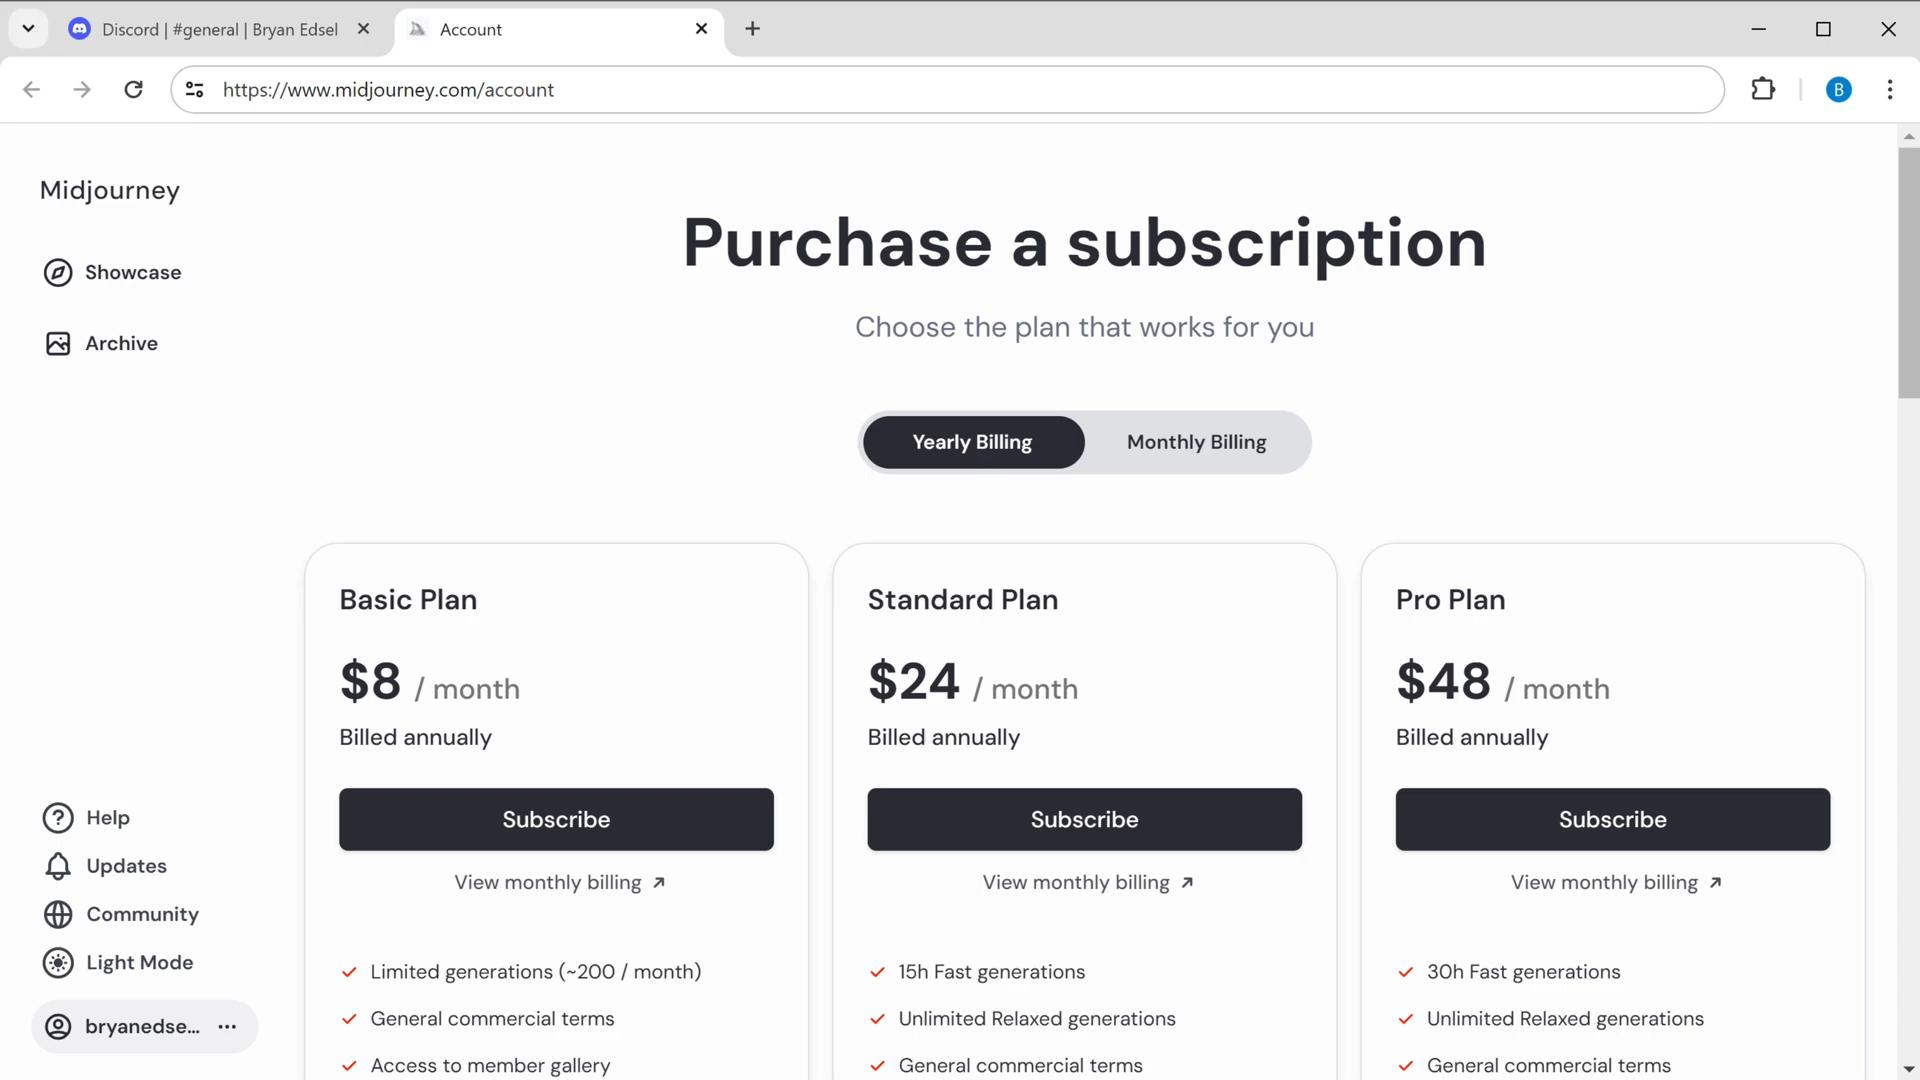 Discord | #general | Bryan Edsel
Account
https://www.midjourney.com/account
B
Midjourney
Showcase
Archive
Purchase a subscription
Choose the plan that works for you
Yearly Billing
Monthly Billing
Basic Plan
$8 / month
Billed annually
Subscribe
View monthly billing
Limited generations (~200 / month)
General commercial terms
Access to member gallery
Standard Plan
$24 / month
Billed annually
Subscribe
View monthly billing
15h Fast generations
Unlimited Relaxed generations
General commercial terms
Pro Plan
$48 / month
Billed annually
Subscribe
View monthly billing
30h Fast generations
Unlimited Relaxed generations
General commercial terms
Help
Updates
Community
Light Mode
bryanedse...